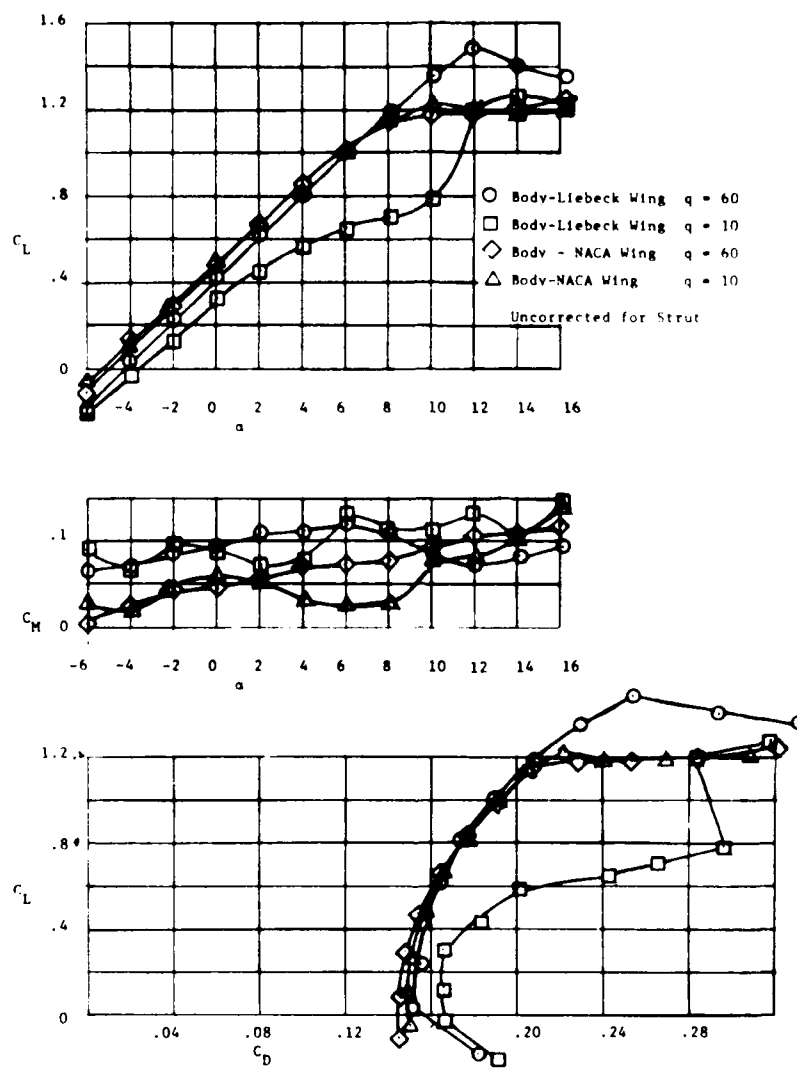 1.6
1.2
.8
C_L
.4
0
-4 -2 0 2 4 6 8 10 12 14 16
α
○ Body-Liebeck Wing q = 60
□ Body-Liebeck Wing q = 10
◇ Body - NACA Wing q = 60
△ Body-NACA Wing q = 10
Uncorrected for Strut
.1
C_M
0
-6 -4 -2 0 2 4 6 8 10 12 14 16
α
1.2
.8
C_L
.4
0
.04 .08 .12 .16 .20 .24 .28
C_D